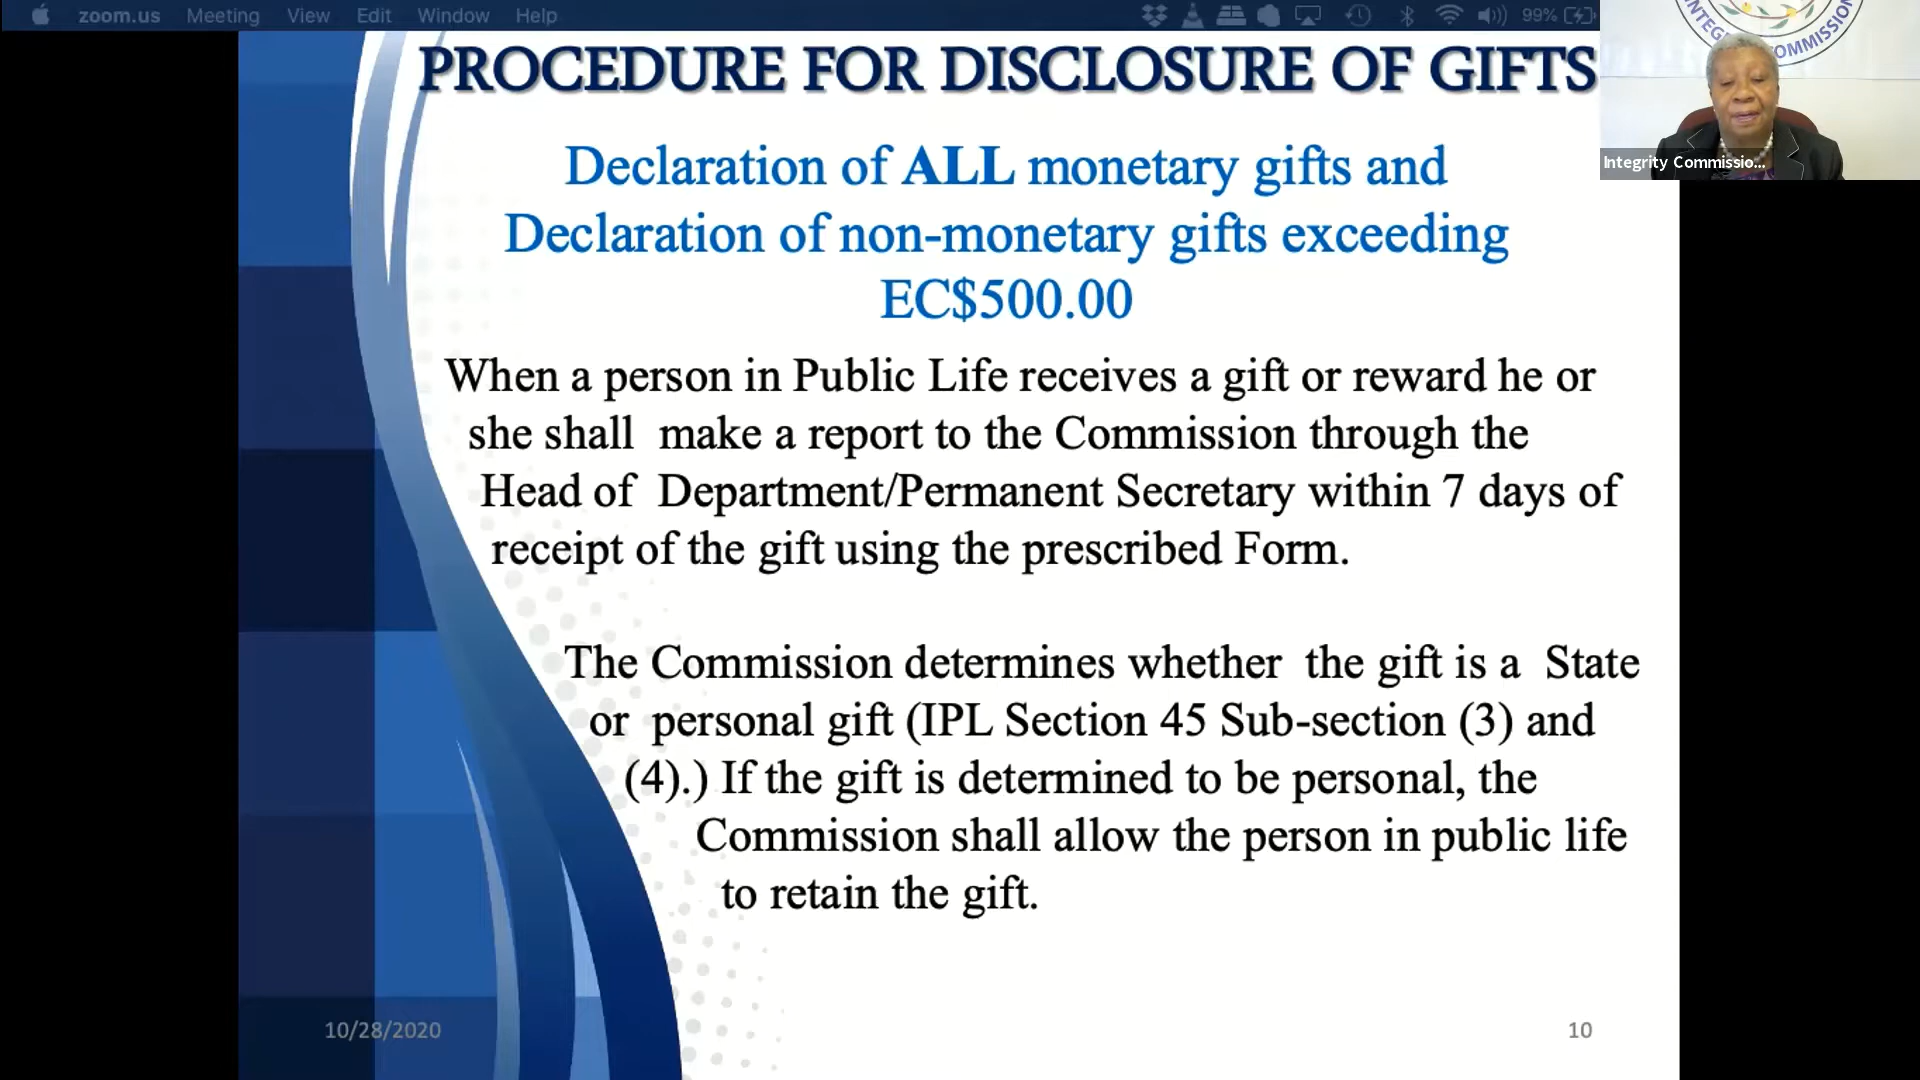 zoom.us Meeting View Edit Window Help 99%
INTEG COMMISSION
PROCEDURE FOR DISCLOSURE OF GIFTS
Integrity Commissio...
Declaration of ALL monetary gifts and
Declaration of non-monetary gifts exceeding
EC$500.00
When a person in Public Life receives a gift or reward he or
she shall make a report to the Commission through the
Head of Department/Permanent Secretary within 7 days of
receipt of the gift using the prescribed Form.
The Commission determines whether the gift is a State
or personal gift (IPL Section 45 Sub-section (3) and
(4).) If the gift is determined to be personal, the
Commission shall allow the person in public life
to retain the gift.
10/28/2020
10